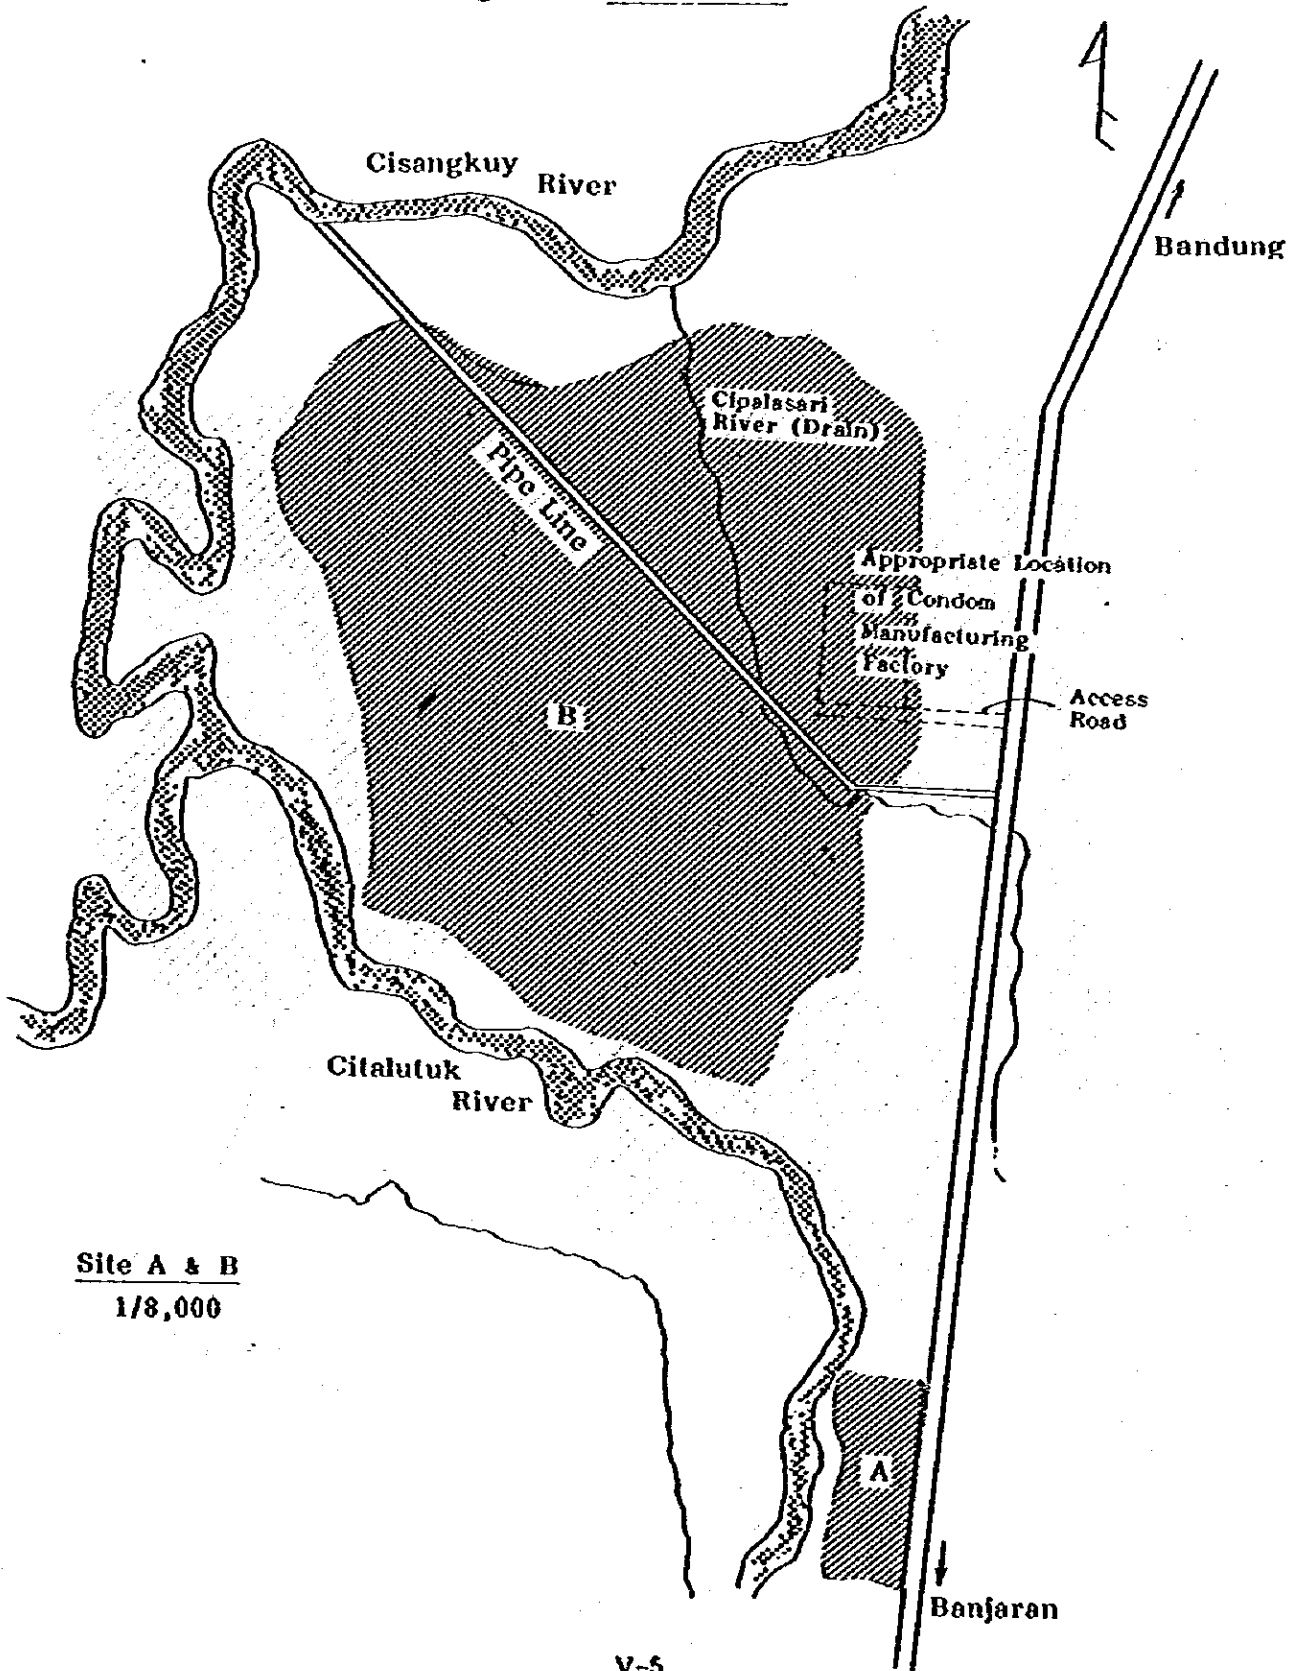 Cisangkuy
River
Bandung
Cipalasari
River (Drain)
Pipe Line
Appropriate Location
of Condom
Manufacturing
Factory
Access
Road
B
Citalutuk
River
Site A & B
1/8,000
A
Banjaran
V-5